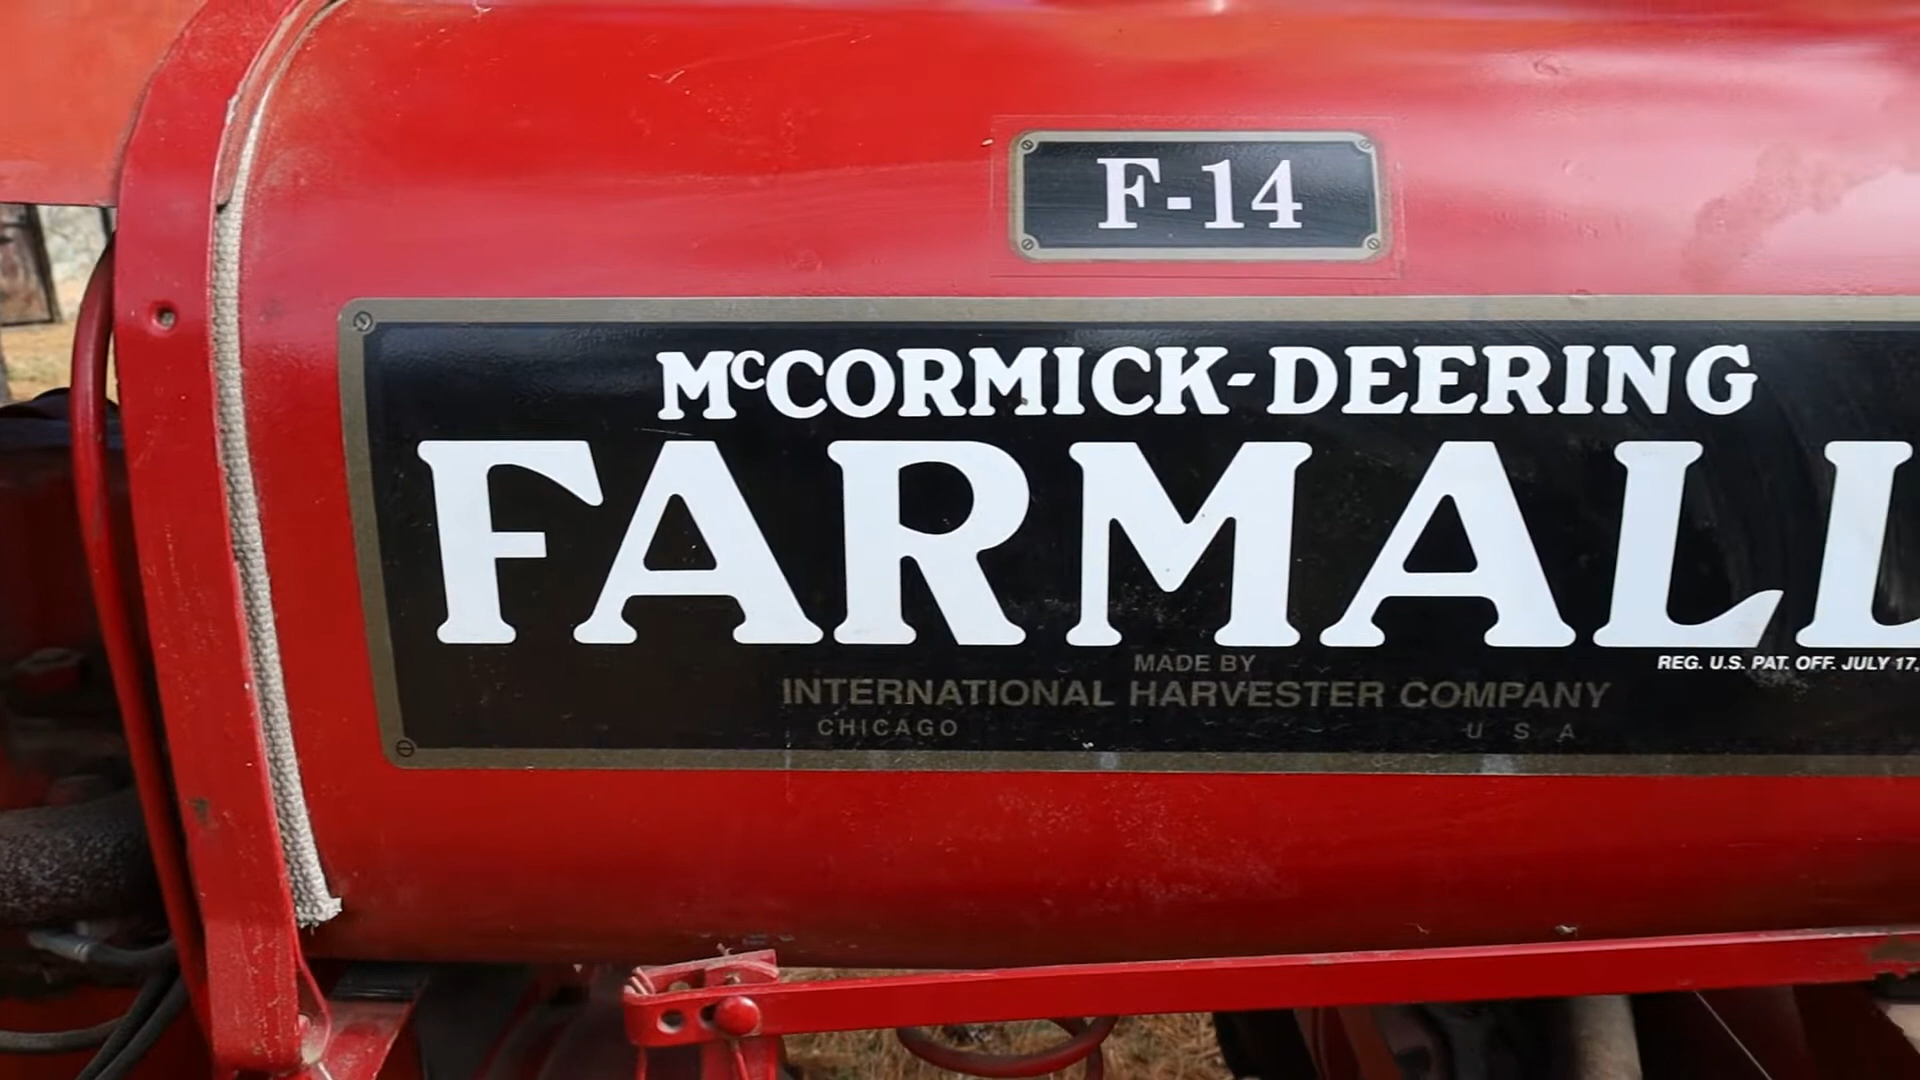 F-14
McCORMICK-DEERING
FARMALL
REG. U.S. PAT. OFF. JULY 17,
MADE BY
INTERNATIONAL HARVESTER COMPANY
CHICAGO U S A